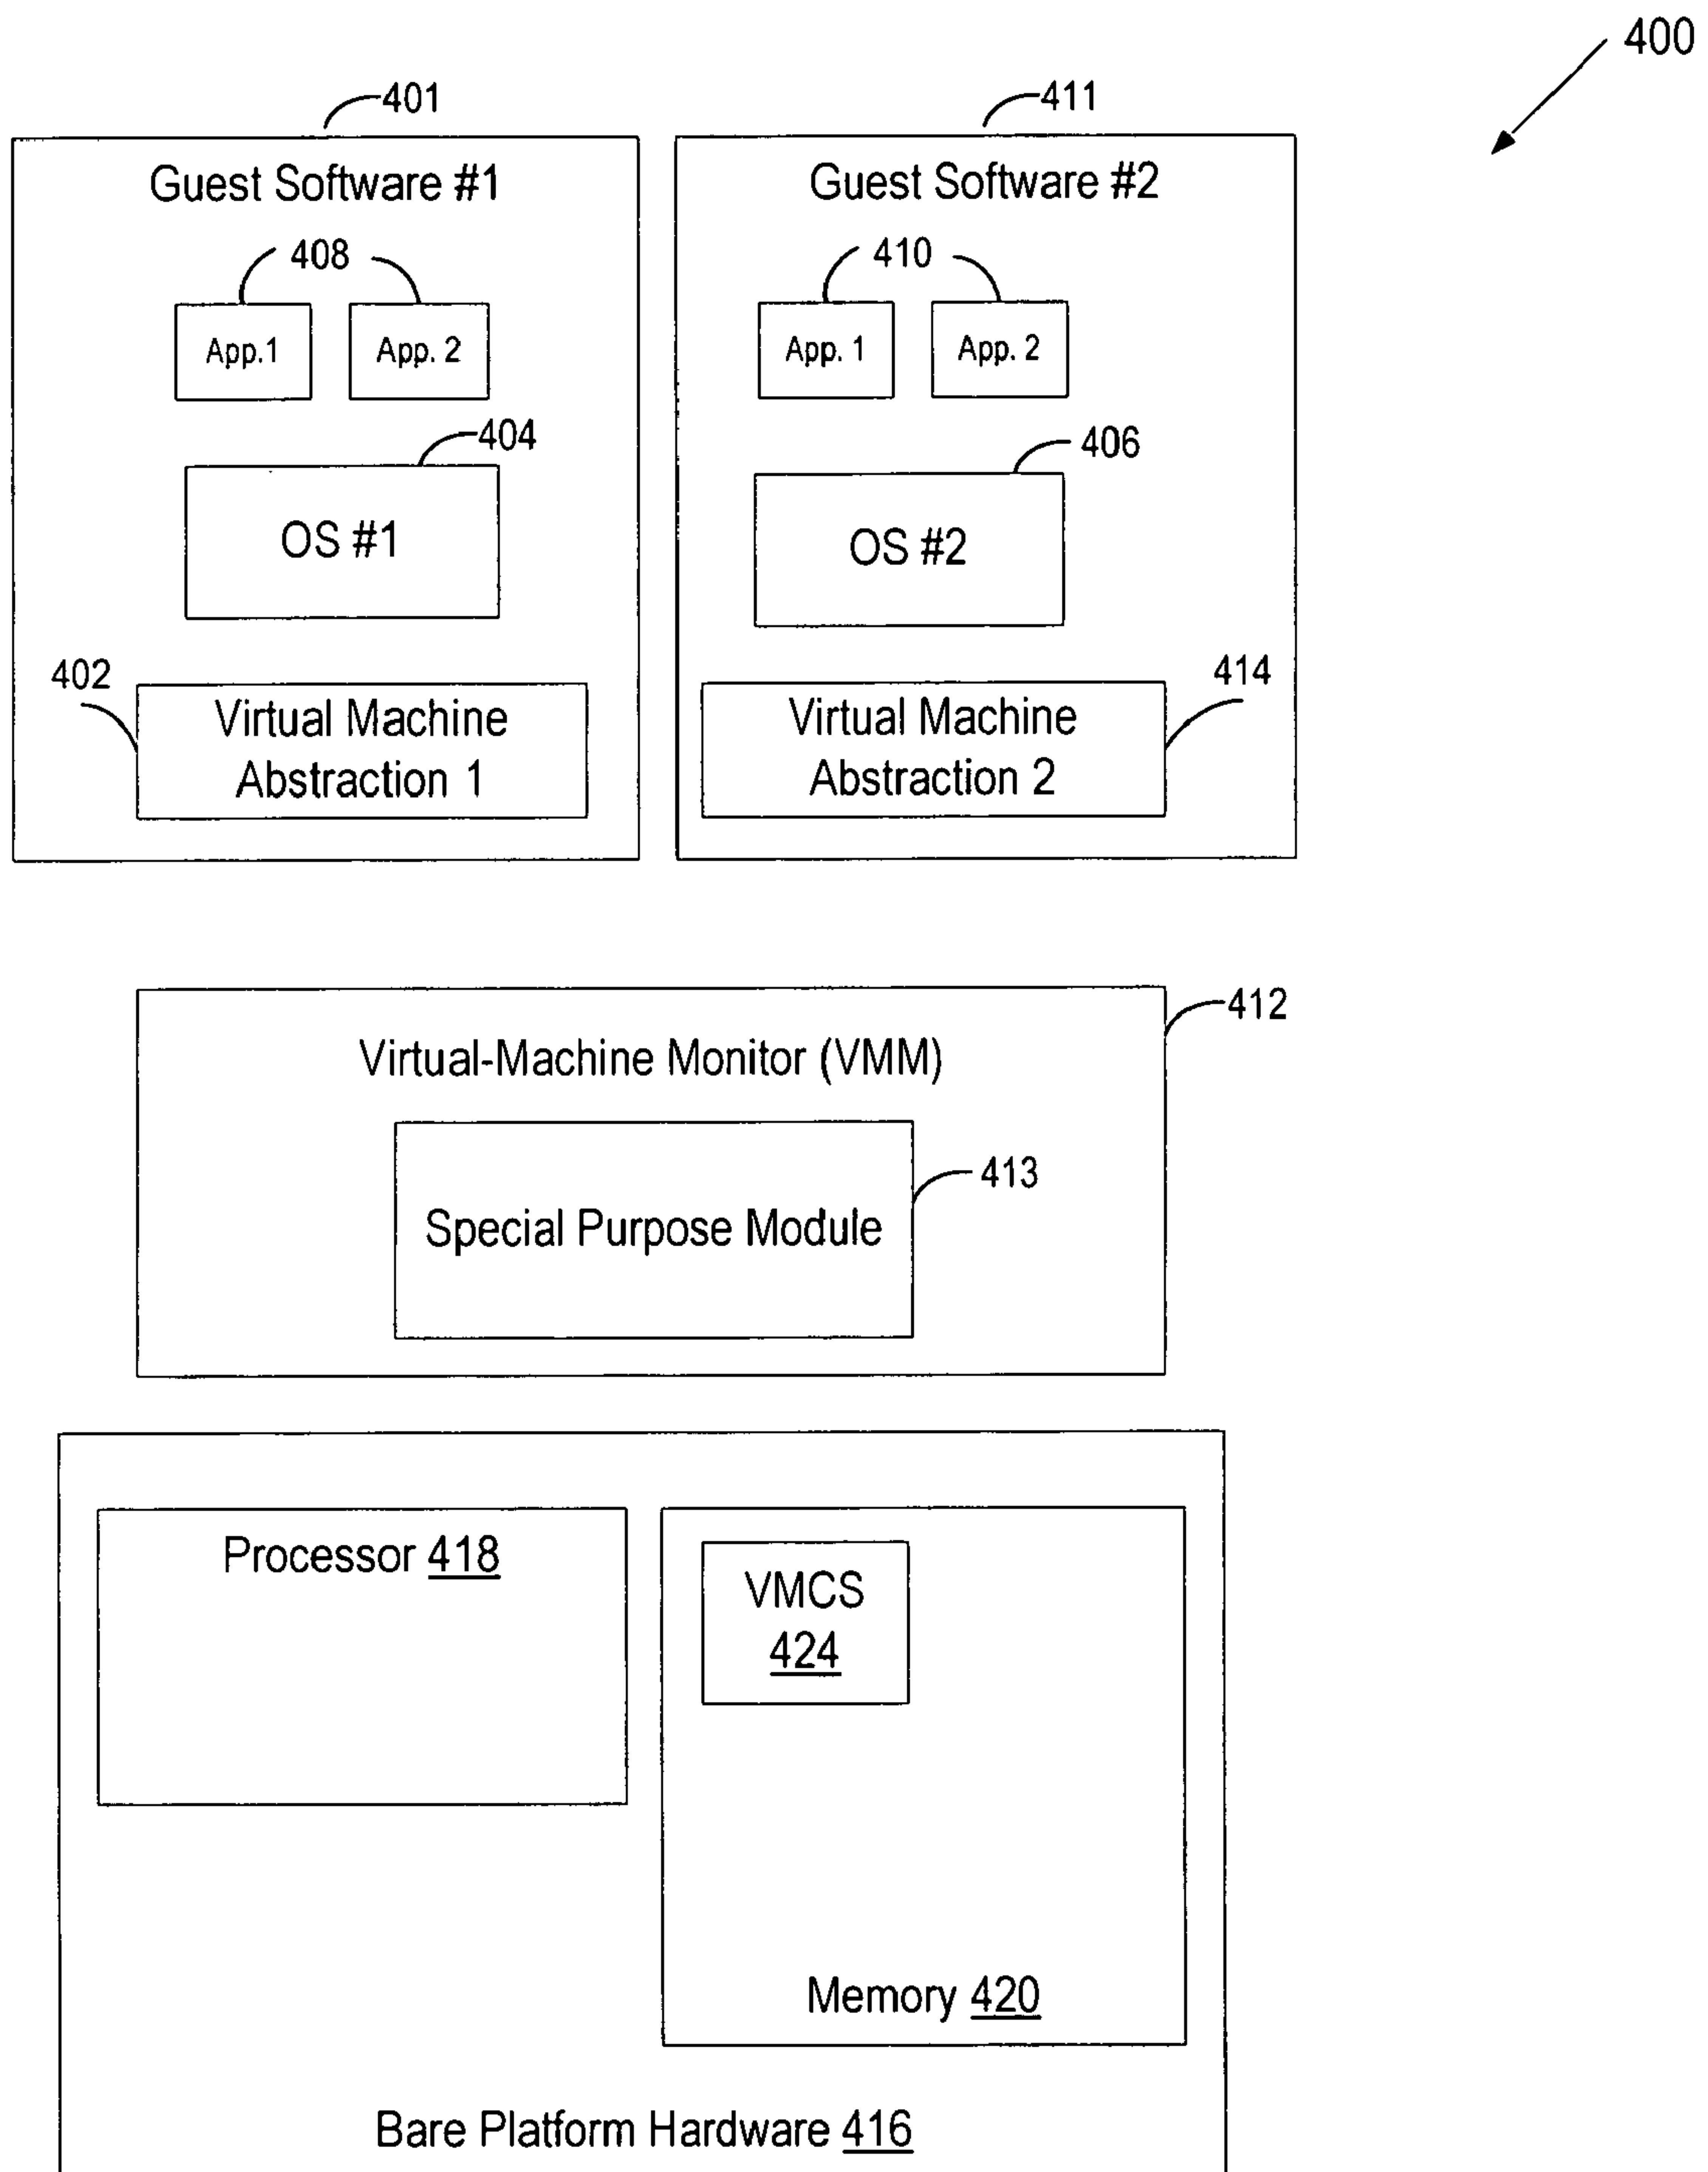 400
401
411
Guest Software #1
Guest Software #2
408
410
App.1
App. 2
App. 1
App. 2
404
406
OS #1
OS #2
402
414
Virtual Machine
Abstraction 1
Virtual Machine
Abstraction 2
412
Virtual-Machine Monitor (VMM)
413
Special Purpose Module
Processor 418
VMCS
424
Memory 420
Bare Platform Hardware 416